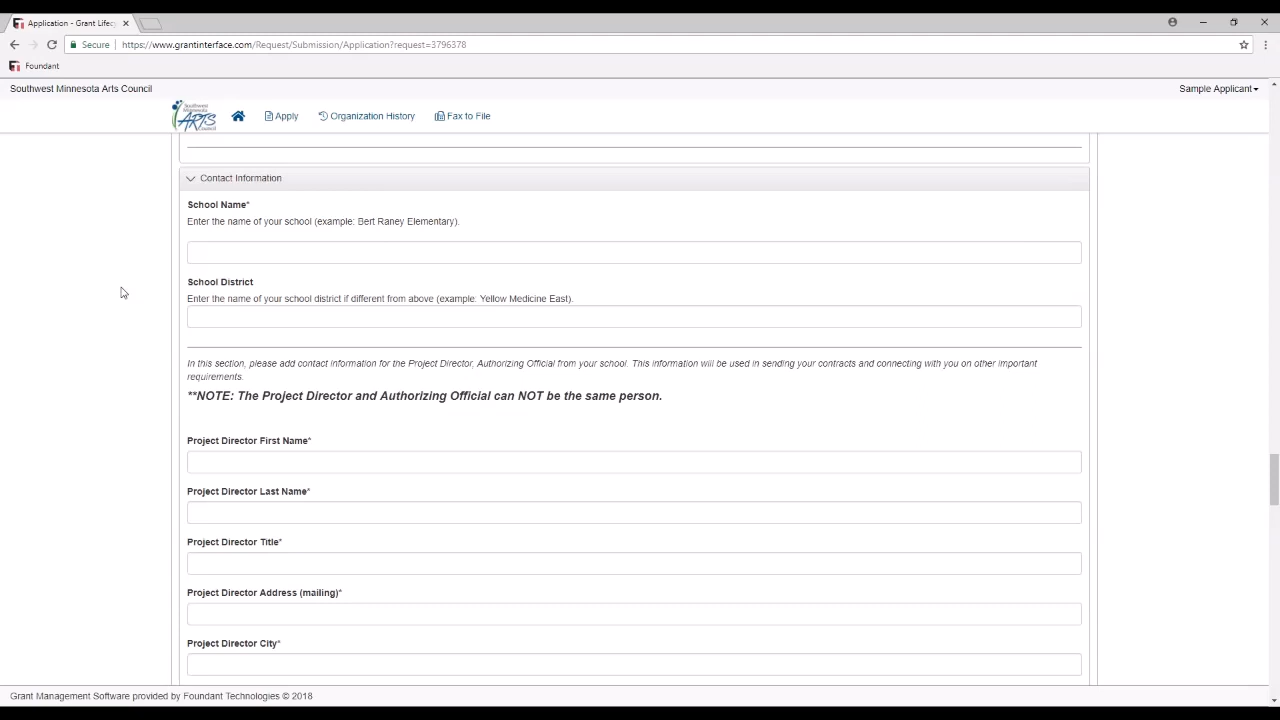 Application - Grant Lifecy
Secure https://www.grantinterface.com/Request/Submission/Application?request=3796378
Foundant
Southwest Minnesota Arts Council
Sample Applicant
Southwest Minnesota ARTS Council
Apply
Organization History
Fax to File
Contact Information
School Name*
Enter the name of your school (example: Bert Raney Elementary).
School District
Enter the name of your school district if different from above (example: Yellow Medicine East).
In this section, please add contact information for the Project Director, Authorizing Official from your school. This information will be used in sending your contracts and connecting with you on other important
requirements.
**NOTE: The Project Director and Authorizing Official can NOT be the same person.
Project Director First Name*
Project Director Last Name*
Project Director Title*
Project Director Address (mailing)*
Project Director City*
Grant Management Software provided by Foundant Technologies © 2018